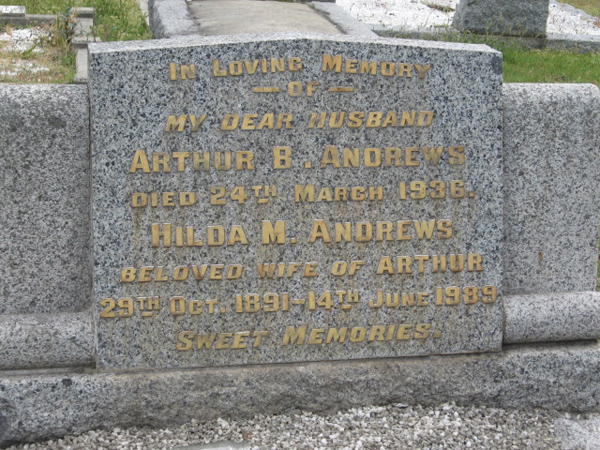 In Loving Memory
— OF —
MY DEAR HUSBAND
ARTHUR B. ANDREWS
DIED 24TH MARCH 1936.
HILDA M. ANDREWS
BELOVED WIFE OF ARTHUR
29TH OCT. 1891-14TH JUNE 1989
SWEET MEMORIES.